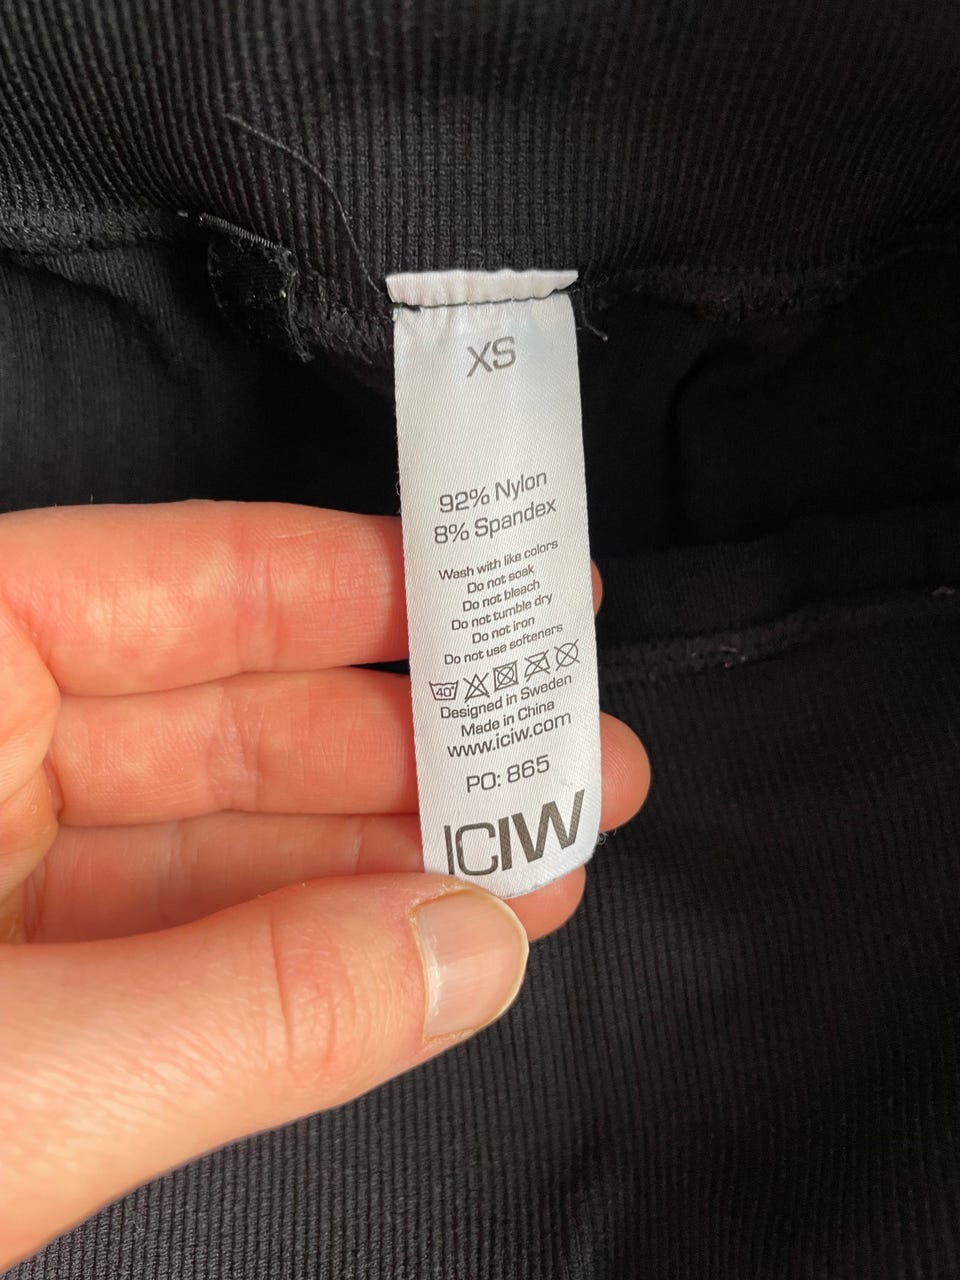 XS
92% Nylon
8% Spandex
Wash with like colors
Do not soak
Do not bleach
Do not tumble dry
Do not iron
Do not use softeners
40°
Designed in Sweden
Made in China
www.iciw.com
PO: 865
ICIW